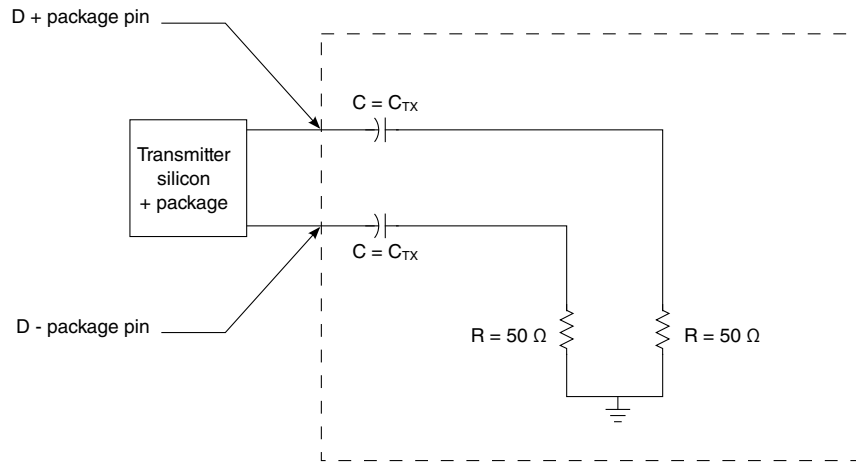 D + package pin
C = CTX
Transmitter
silicon
+ package
C = CTX
D - package pin
R = 50 Ω
R = 50 Ω